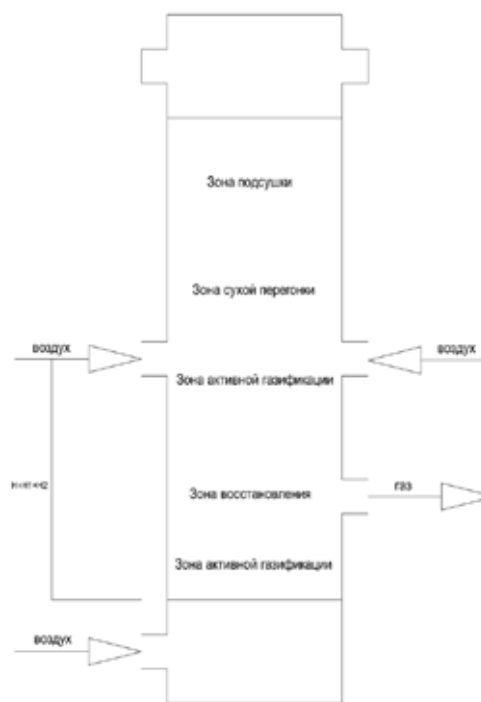 Зона подсушки
Зона сухой перегонки
воздух
воздух
Зона активной газификации
Зона восстановления
газ
Зона активной газификации
воздух